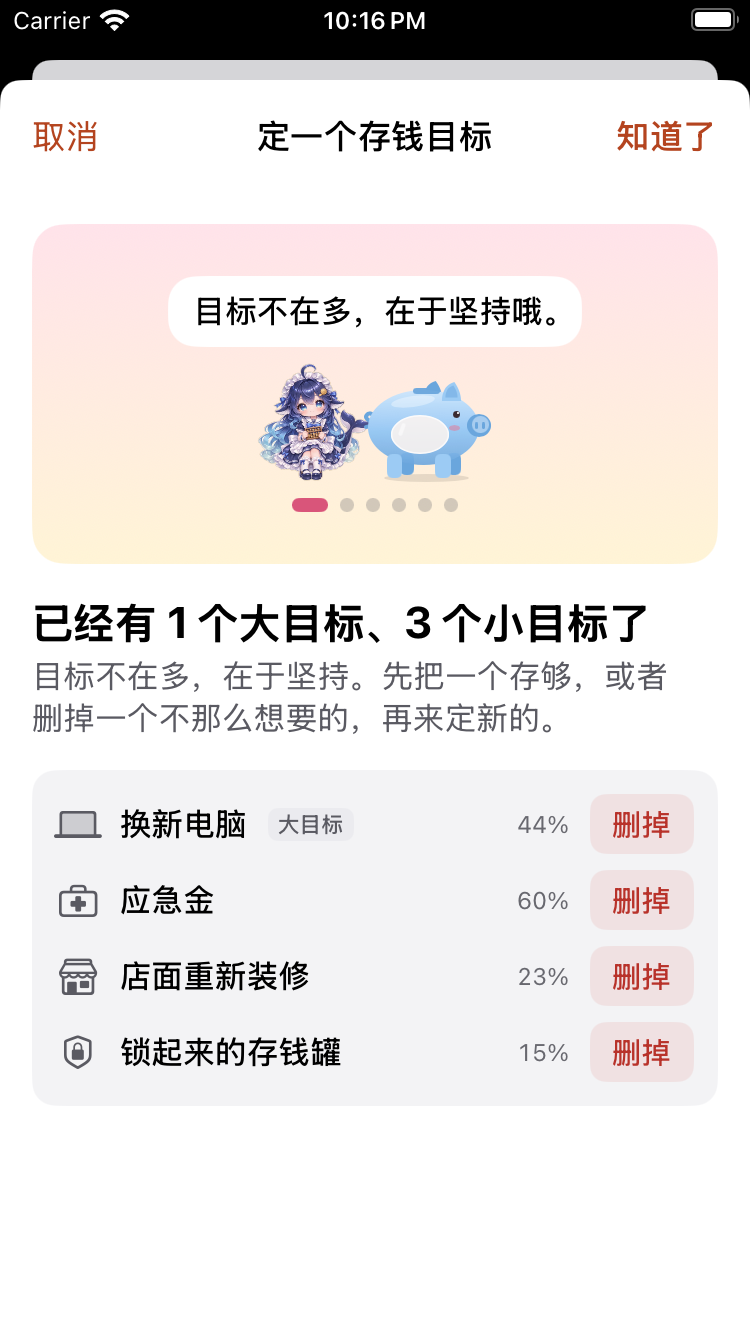 Carrier
10:16 PM
取消
定一个存钱目标
知道了
目标不在多，在于坚持哦。
已经有 1 个大目标、3 个小目标了
目标不在多，在于坚持。先把一个存够，或者
删掉一个不那么想要的，再来定新的。
换新电脑 大目标 44% 删掉
应急金 60% 删掉
店面重新装修 23% 删掉
锁起来的存钱罐 15% 删掉